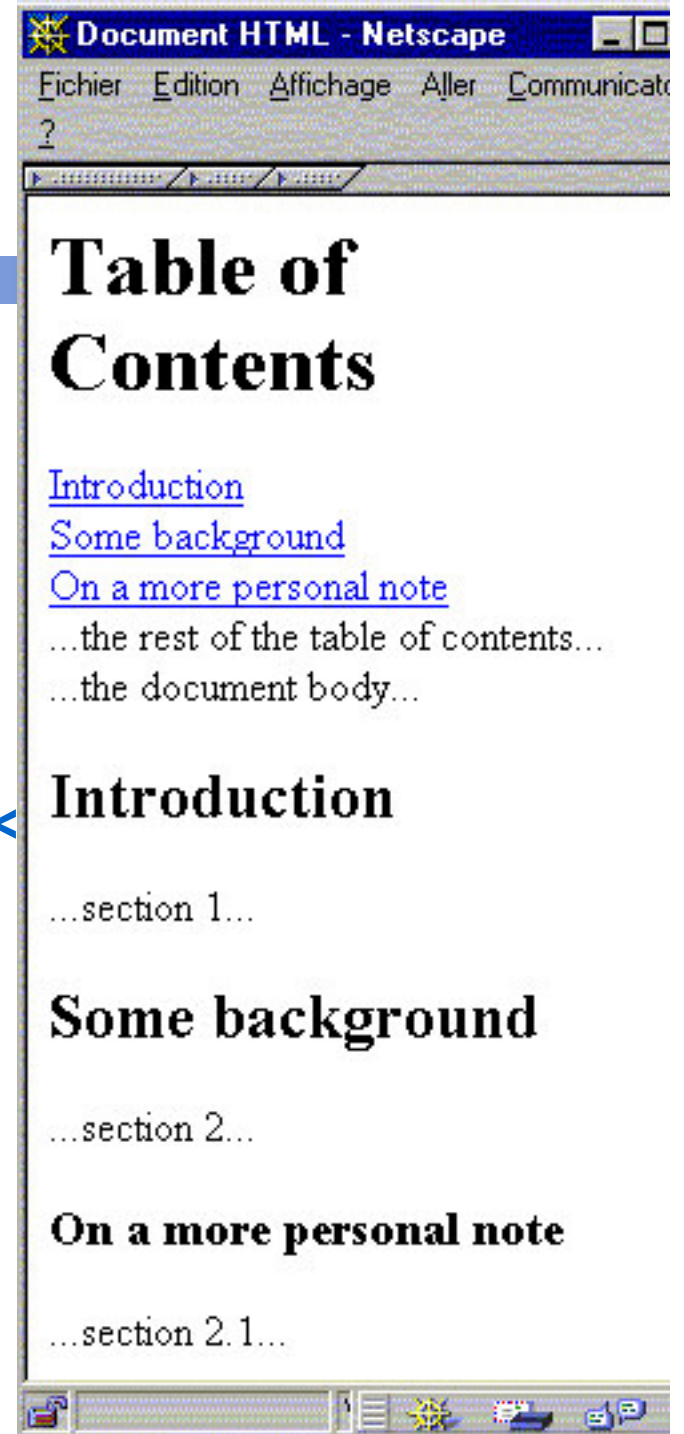 Document HTML - Netscape
Fichier Edition Affichage Aller Communicato
?
Table of
Contents
Introduction
Some background
On a more personal note
...the rest of the table of contents...
...the document body...
<
Introduction
...section 1...
Some background
...section 2...
On a more personal note
...section 2.1...